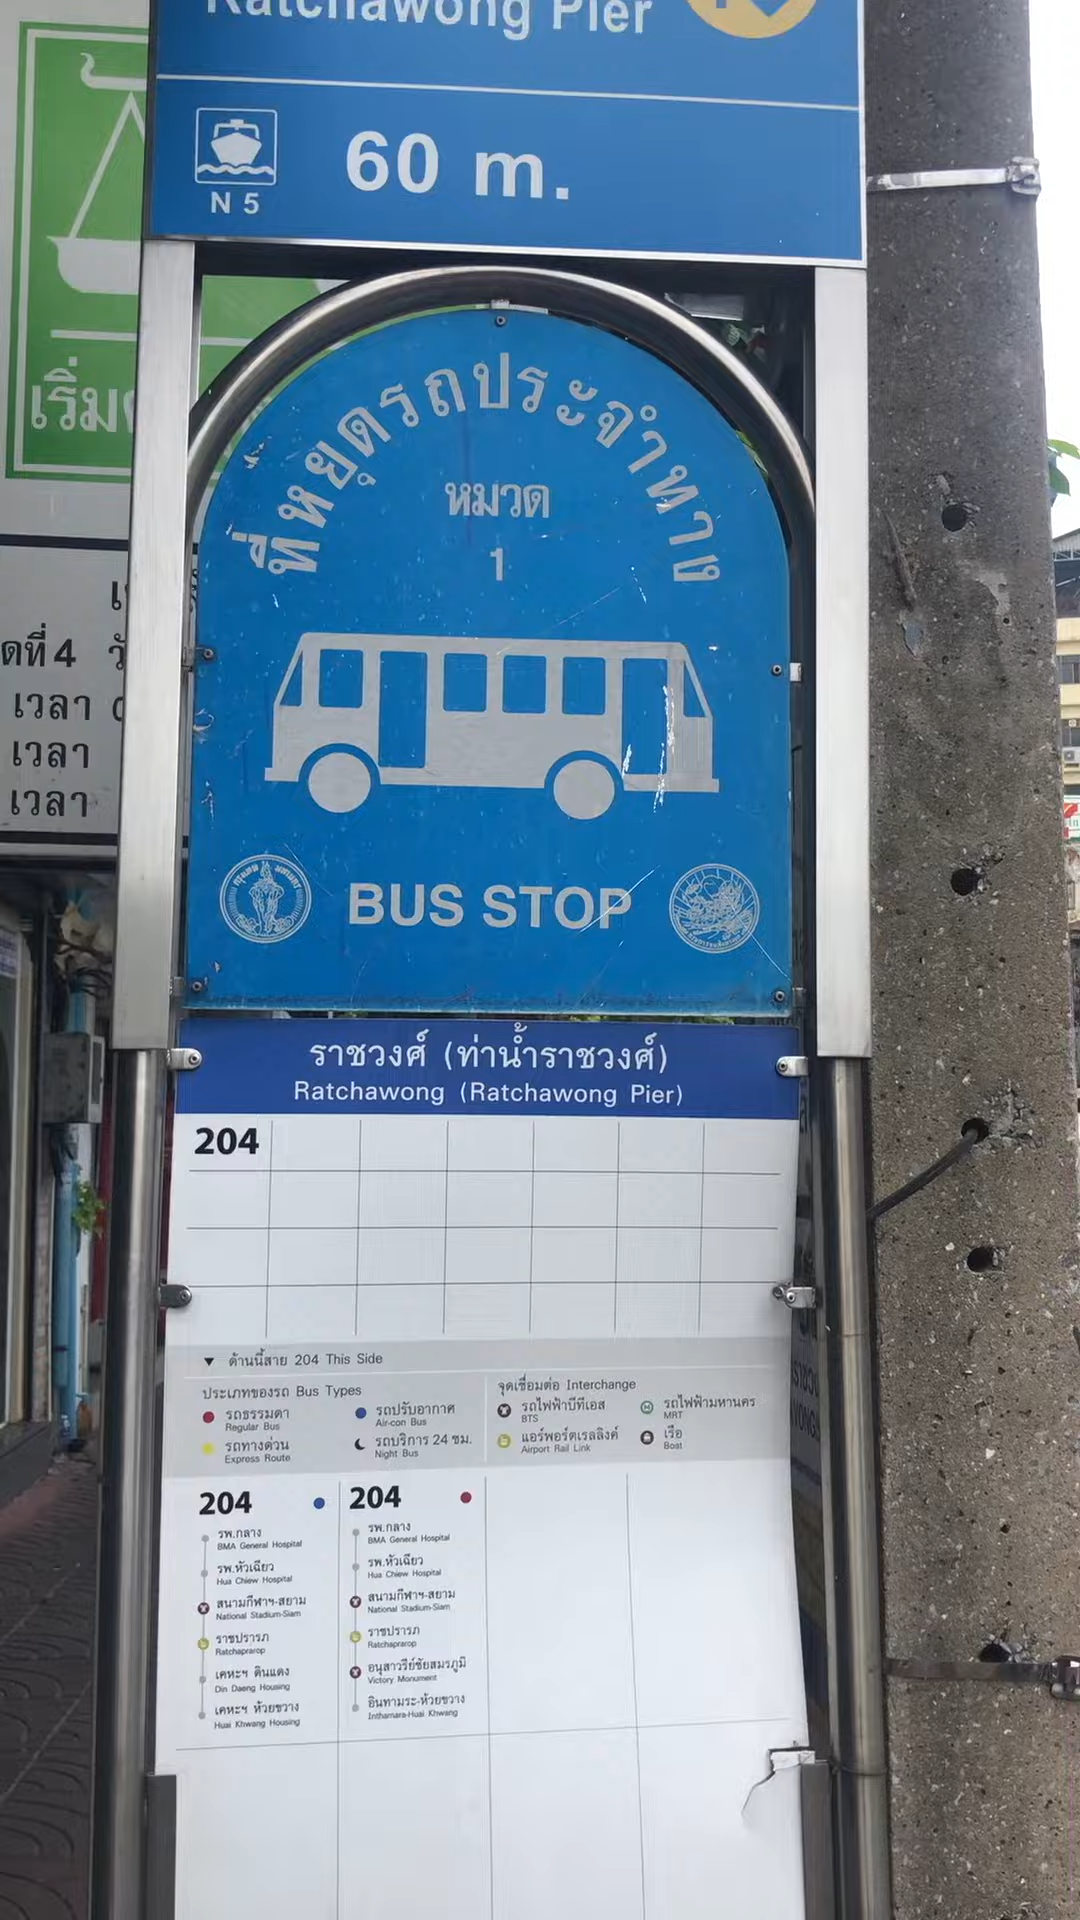 Ratchawong Pier
60 m.
N 5
เริ่ม
ดที่ 4
เวลา
เวลา
เวลา
ที่หยุดรถประจำทาง
หมวด
1
BUS STOP
ราชวงศ์ (ท่าน้ำราชวงศ์)
Ratchawong (Ratchawong Pier)
204
▼ ด้านนี้สาย 204 This Side
ประเภทของรถ Bus Types
รถธรรมดา
Regular Bus
รถปรับอากาศ
Air-con Bus
รถทางด่วน
Express Route
รถบริการ 24 ชม.
Night Bus
จุดเชื่อมต่อ Interchange
รถไฟฟ้าบีทีเอส
BTS
รถไฟฟ้ามหานคร
MRT
แอร์พอร์ตเรลลิงค์
Airport Rail Link
เรือ
Boat
204
รพ.กลาง
BMA General Hospital
รพ.หัวเฉียว
Hua Chiew Hospital
สนามกีฬาฯ-สยาม
National Stadium-Siam
ราชปรารภ
Ratchaprarop
เคหะฯ ดินแดง
Din Daeng Housing
เคหะฯ ห้วยขวาง
Huai Khwang Housing
204
รพ.กลาง
BMA General Hospital
รพ.หัวเฉียว
Hua Chiew Hospital
สนามกีฬาฯ-สยาม
National Stadium-Siam
ราชปรารภ
Ratchaprarop
อนุสาวรีย์ชัยสมรภูมิ
Victory Monument
อินทามระ-ห้วยขวาง
Inthamara-Huai Khwang